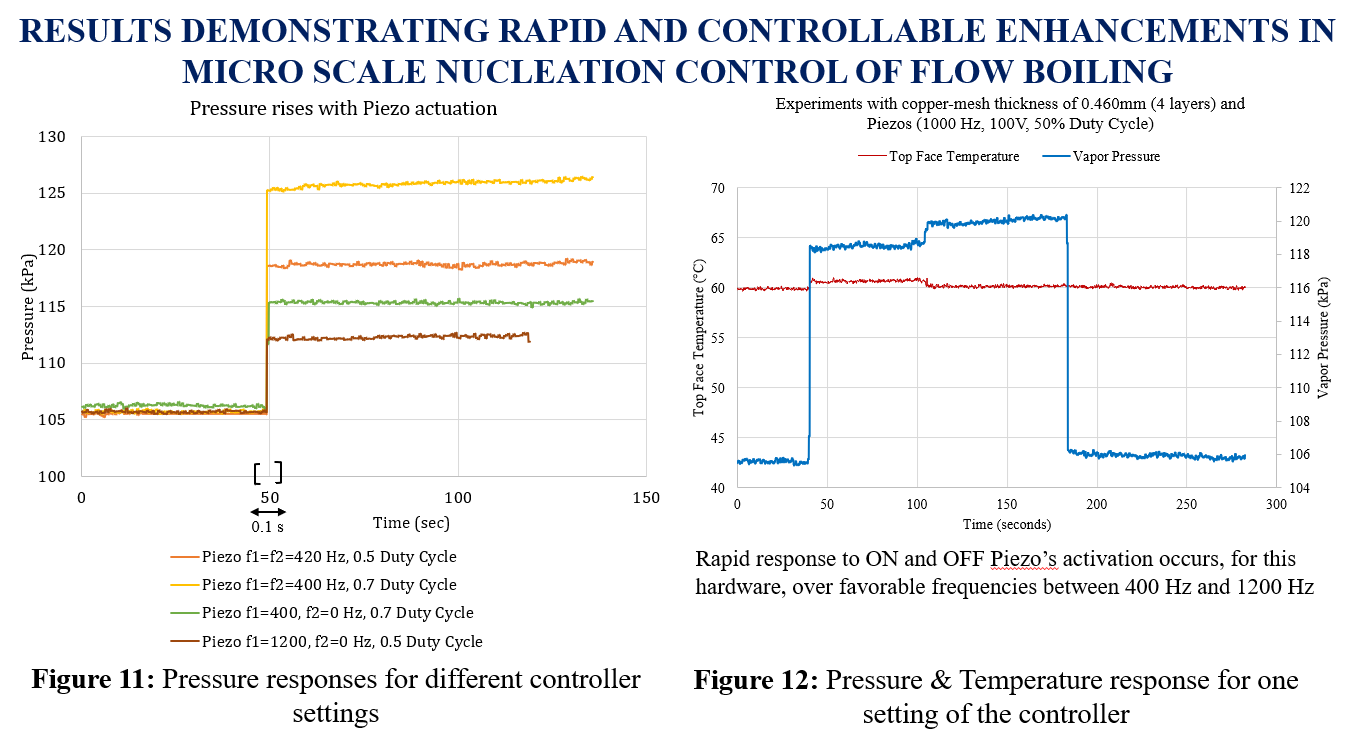 RESULTS DEMONSTRATING RAPID AND CONTROLLABLE ENHANCEMENTS IN
MICRO SCALE NUCLEATION CONTROL OF FLOW BOILING
Pressure rises with Piezo actuation
130
125
120
115
110
105
100
Pressure (kPa)
0
50
100
150
0.1 s
Time (sec)
Piezo f1=f2=420 Hz, 0.5 Duty Cycle
Piezo f1=f2=400 Hz, 0.7 Duty Cycle
Piezo f1=400, f2=0 Hz, 0.7 Duty Cycle
Piezo f1=1200, f2=0 Hz, 0.5 Duty Cycle
Figure 11: Pressure responses for different controller
settings
Experiments with copper-mesh thickness of 0.460mm (4 layers) and
Piezos (1000 Hz, 100V, 50% Duty Cycle)
Top Face Temperature
Vapor Pressure
70
65
60
55
50
45
40
Top Face Temperature (°C)
122
120
118
116
114
112
110
108
106
104
Vapor Pressure (kPa)
0
50
100
150
200
250
300
Time (seconds)
Rapid response to ON and OFF Piezo’s activation occurs, for this
hardware, over favorable frequencies between 400 Hz and 1200 Hz
Figure 12: Pressure & Temperature response for one
setting of the controller